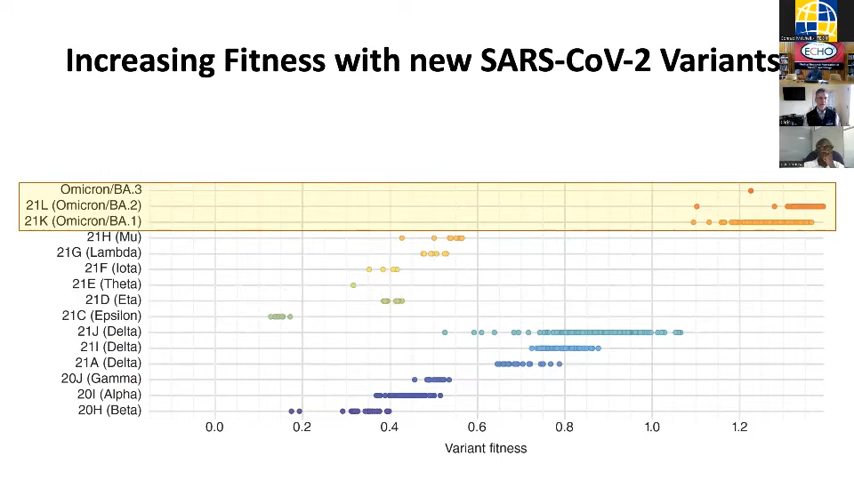 Increasing Fitness with new SARS-CoV-2 Variants
ECHO
Omicron/BA.3
21L (Omicron/BA.2)
21K (Omicron/BA.1)
21H (Mu)
21G (Lambda)
21F (Iota)
21E (Theta)
21D (Eta)
21C (Epsilon)
21J (Delta)
21I (Delta)
21A (Delta)
20J (Gamma)
20I (Alpha)
20H (Beta)
0.0 0.2 0.4 0.6 0.8 1.0 1.2
Variant fitness